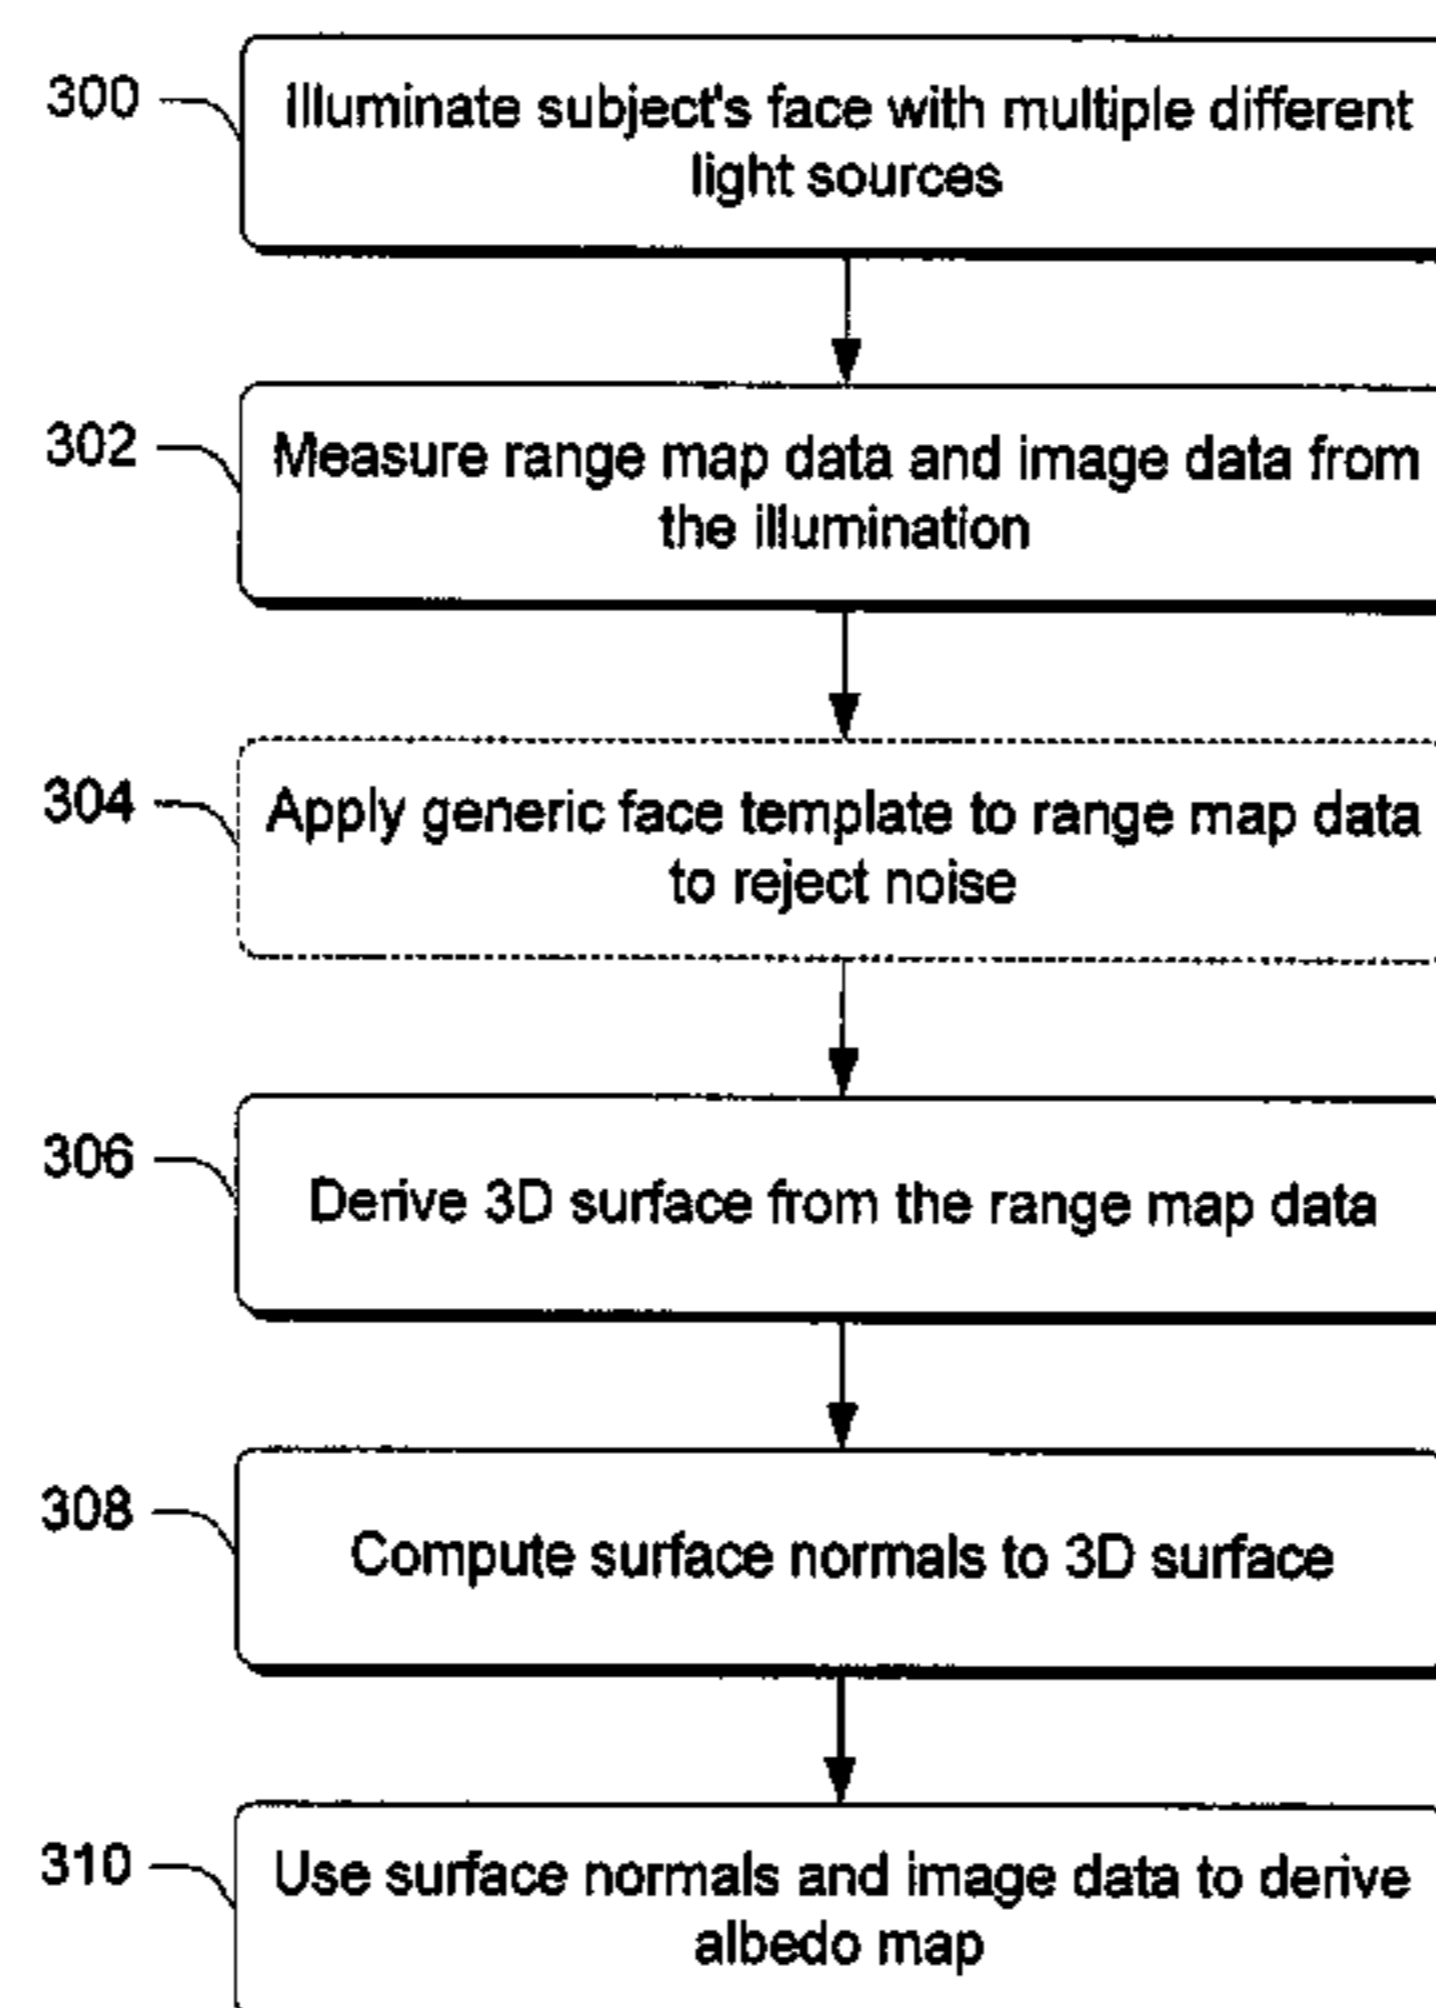 300
Illuminate subject's face with multiple different
light sources
302
Measure range map data and image data from
the illumination
304
Apply generic face template to range map data
to reject noise
306
Derive 3D surface from the range map data
308
Compute surface normals to 3D surface
310
Use surface normals and image data to derive
albedo map